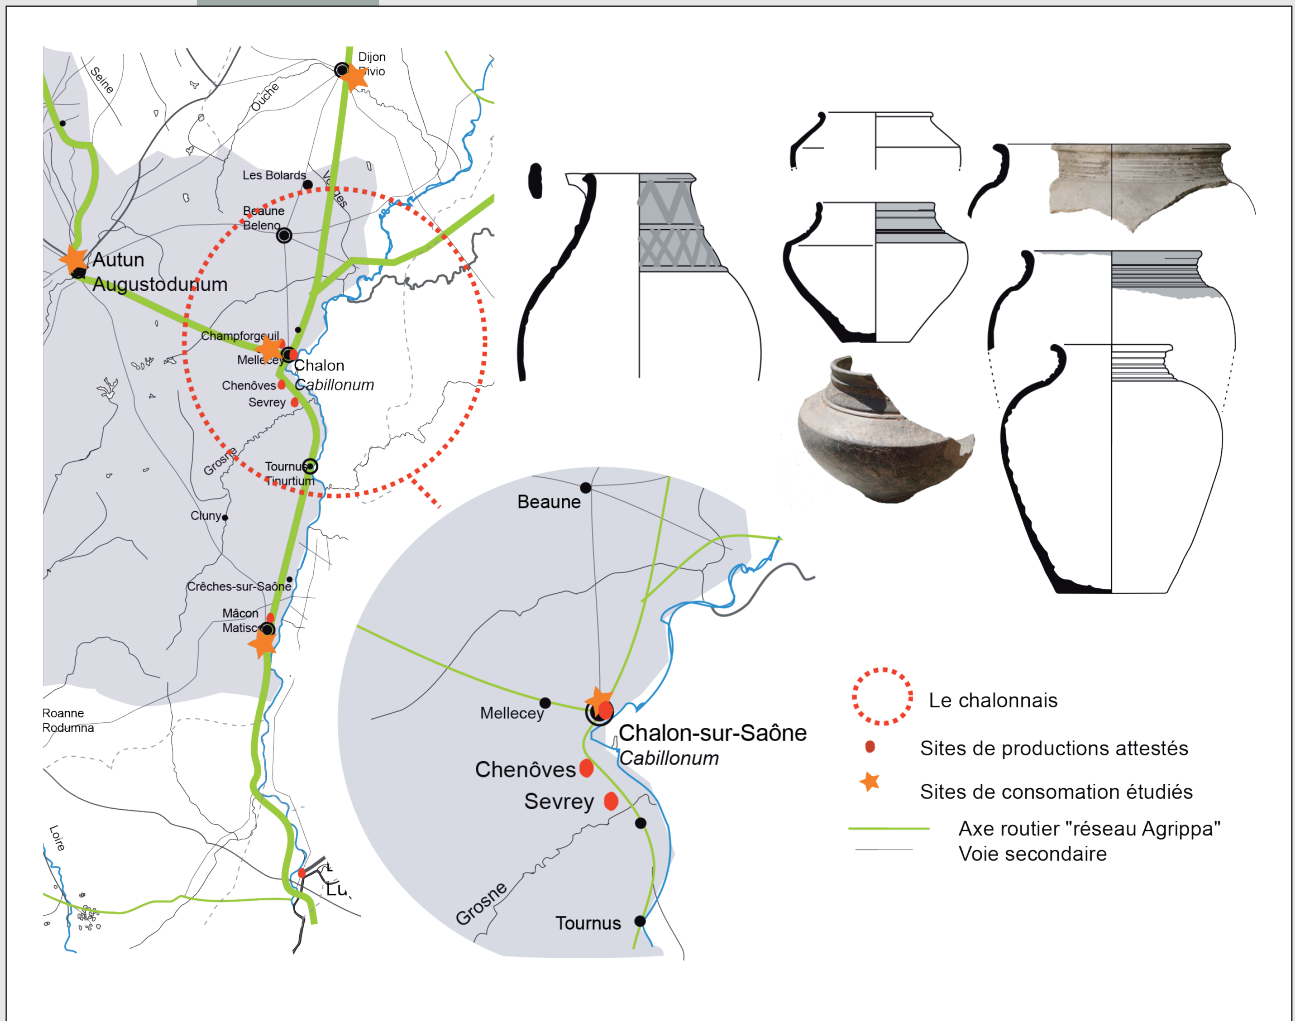 Dijon
Divio
Seine
Ouche
Les Bolards
Vouges
Beaune
Beleno
Autun
Augustodunum
Champforgeuil
Mellecey
Chalon
Cabillonum
Chenôves
Sevrey
Grosne
Tournus
Tinurtium
Cluny
Crêches-sur-Saône
Mâcon
Matisco
Roanne
Rodumna
Loire
L
Lu
Beaune
Mellecey
Chalon-sur-Saône
Cabillonum
Chenôves
Sevrey
Grosne
Tournus
Le chalonnais
Sites de productions attestés
Sites de consomation étudiés
Axe routier "réseau Agrippa"
Voie secondaire